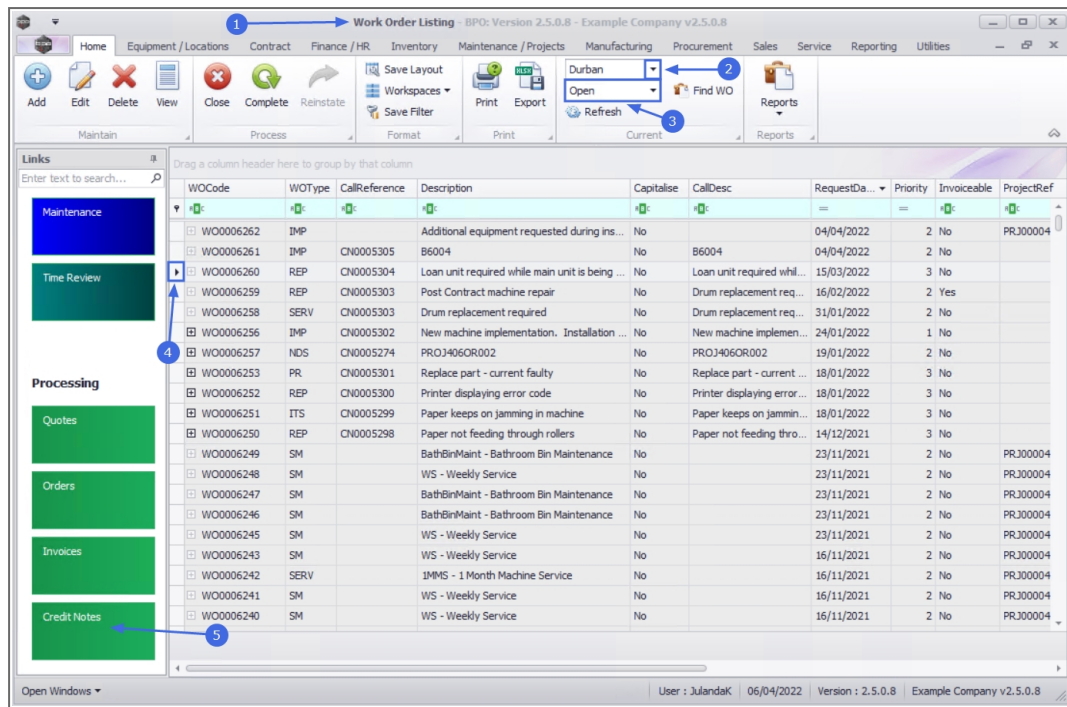 1 Work Order Listing - BPO: Version 2.5.0.8 - Example Company v2.5.0.8
Home Equipment / Locations Contract Finance / HR Inventory Maintenance / Projects Manufacturing Procurement Sales Service Reporting Utilities
Add Edit Delete View Close Complete Reinstate Save Layout Workspaces Save Filter Print Export Durban 2 Open Find WO Refresh 3 Reports
Maintain Process Format Print Current Reports
Links
Enter text to search...
Maintenance
Time Review
4
Processing
Quotes
Orders
Invoices
Credit Notes
5
Drag a column header here to group by that column
WOCode WOType CallReference Description Capitalise CallDesc RequestDa... Priority Invoiceable ProjectRef
WO0006262 IMP Additional equipment requested during ins... No 04/04/2022 2 No PRJ00004
WO0006261 IMP CN0005305 B6004 No B6004 04/04/2022 2 No
WO0006260 REP CN0005304 Loan unit required while main unit is being ... No Loan unit required whil... 15/03/2022 3 No
WO0006259 REP CN0005303 Post Contract machine repair No Drum replacement req... 16/02/2022 2 Yes
WO0006258 SERV CN0005303 Drum replacement required No Drum replacement req... 31/01/2022 2 No
WO0006256 IMP CN0005302 New machine implementation. Installation ... No New machine implemen... 24/01/2022 1 No
WO0006257 NDS CN0005274 PROJ406OR002 No PROJ406OR002 19/01/2022 2 No
WO0006253 PR CN0005301 Replace part - current faulty No Replace part - current ... 18/01/2022 3 No
WO0006252 REP CN0005300 Printer displaying error code No Printer displaying error... 18/01/2022 3 No
WO0006251 ITS CN0005299 Paper keeps on jamming in machine No Paper keeps on jammin... 18/01/2022 3 No
WO0006250 REP CN0005298 Paper not feeding through rollers No Paper not feeding thro... 14/12/2021 3 No
WO0006249 SM BathBinMaint - Bathroom Bin Maintenance No 23/11/2021 2 No PRJ00004
WO0006248 SM WS - Weekly Service No 23/11/2021 2 No PRJ00004
WO0006247 SM BathBinMaint - Bathroom Bin Maintenance No 23/11/2021 2 No PRJ00004
WO0006246 SM BathBinMaint - Bathroom Bin Maintenance No 23/11/2021 2 No PRJ00004
WO0006245 SM WS - Weekly Service No 23/11/2021 2 No PRJ00004
WO0006243 SM WS - Weekly Service No 16/11/2021 2 No PRJ00004
WO0006242 SERV 1MMS - 1 Month Machine Service No 16/11/2021 2 No PRJ00004
WO0006241 SM WS - Weekly Service No 16/11/2021 2 No PRJ00004
WO0006240 SM WS - Weekly Service No 16/11/2021 2 No PRJ00004
Open Windows User : JulandaK 06/04/2022 Version : 2.5.0.8 Example Company v2.5.0.8